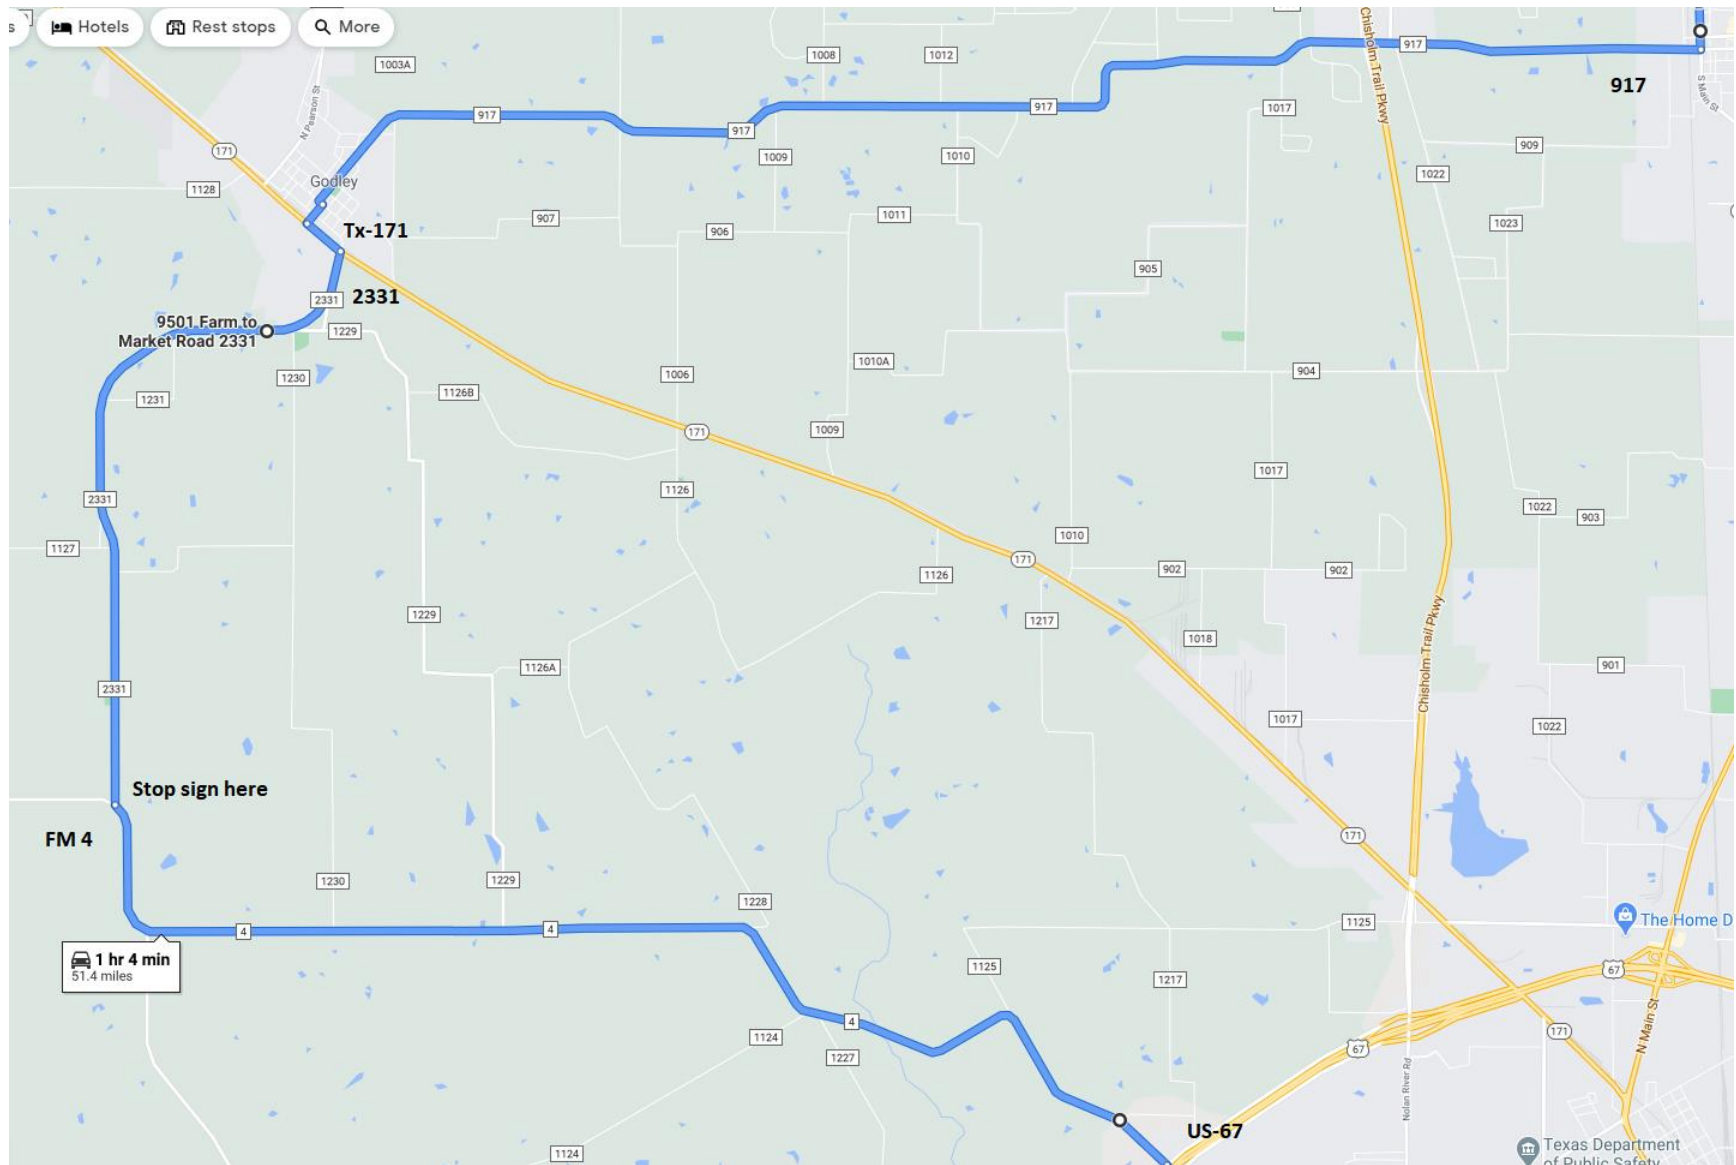 s
Hotels
Rest stops
More
1003A
1008
1012
917
Chisholm Trail Pkwy
917
S Main St
N Pearson St
917
917
917
1017
171
1009
1010
909
1022
Godley
1128
907
906
1011
1023
Tx-171
905
2331
2331
9501 Farm to
Market Road 2331
1229
1230
1231
1126B
1006
1010A
904
1009
171
1017
2331
1126
1022
903
1127
1010
171
1126
902
902
1229
1217
1018
Chisholm Trail Pkwy
1126A
901
2331
1017
1022
Stop sign here
FM 4
171
1230
1229
1228
1125
The Home D
4
4
1 hr 4 min
51.4 miles
1125
1217
67
4
1124
1227
67
171
N Main St
Nolan River Rd
US-67
1124
Texas Department
of Public Safety